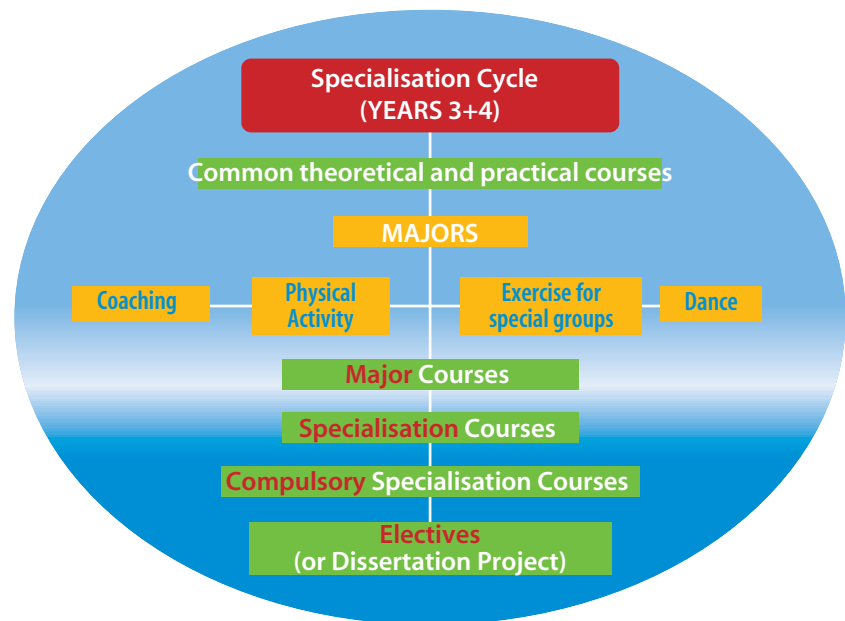 Specialisation Cycle
(YEARS 3+4)
Common theoretical and practical courses
MAJORS
Coaching
Physical
Activity
Exercise for
special groups
Dance
Major Courses
Specialisation Courses
Compulsory Specialisation Courses
Electives
(or Dissertation Project)